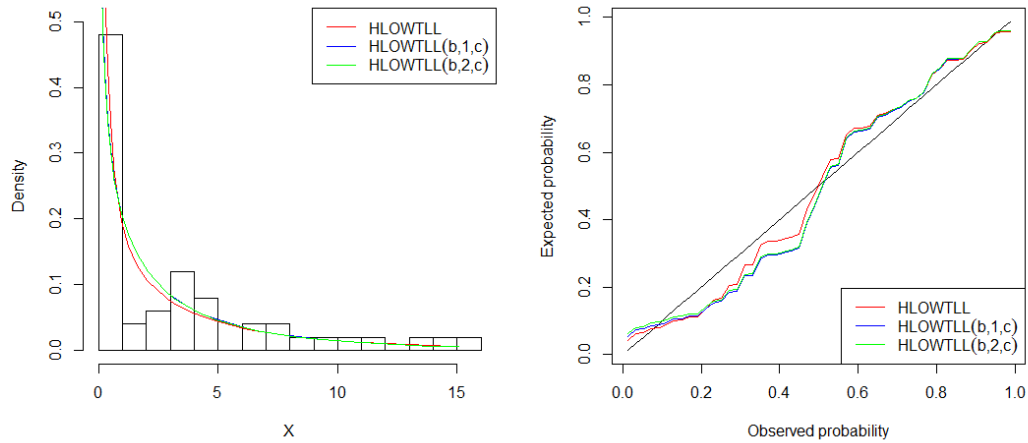 HLOWTLL
HLOWTLL(b,1,c)
HLOWTLL(b,2,c)
Density
0.0
0.1
0.2
0.3
0.4
0.5
0
5
10
15
X
Expected probability
0.0
0.2
0.4
0.6
0.8
1.0
HLOWTLL
HLOWTLL(b,1,c)
HLOWTLL(b,2,c)
0.0
0.2
0.4
0.6
0.8
1.0
Observed probability